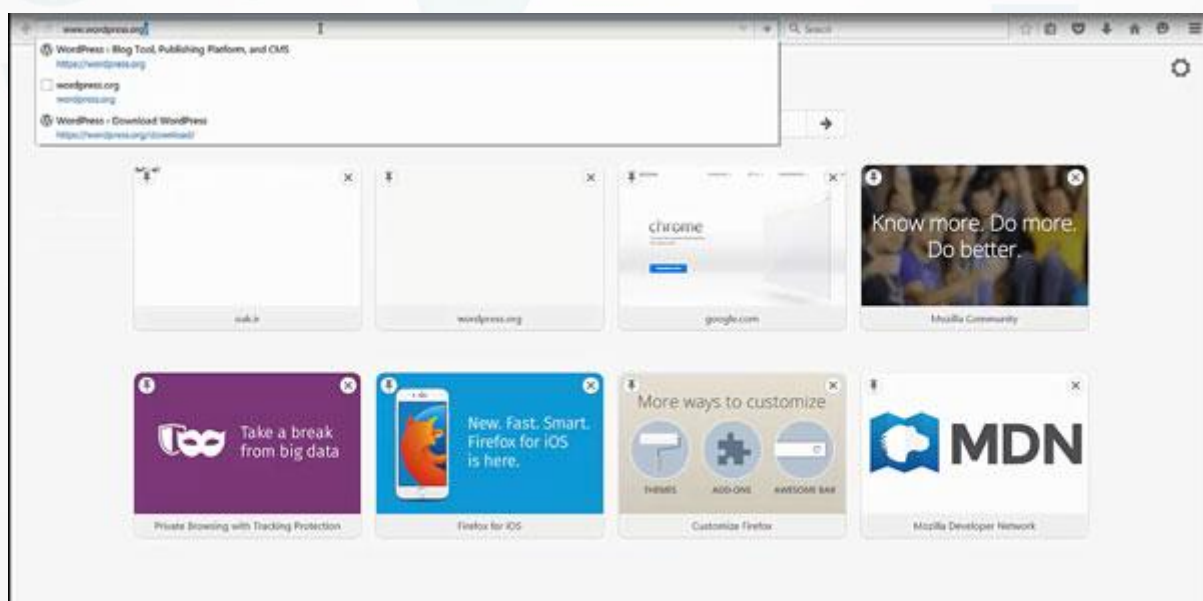 www.wordpress.org
Search
WordPress › Blog Tool, Publishing Platform, and CMS
https://wordpress.org
wordpress.org
wordpress.org
WordPress › Download WordPress
https://wordpress.org/download/
chrome
Know more. Do more.
Do better.
wordpress.org
google.com
Mozilla Community
Take a break
from big data
New. Fast. Smart.
Firefox for iOS
is here.
More ways to customize
THEMES
ADD-ONS
AWESOME BAR
MDN
Private Browsing with Tracking Protection
Firefox for iOS
Customize Firefox
Mozilla Developer Network